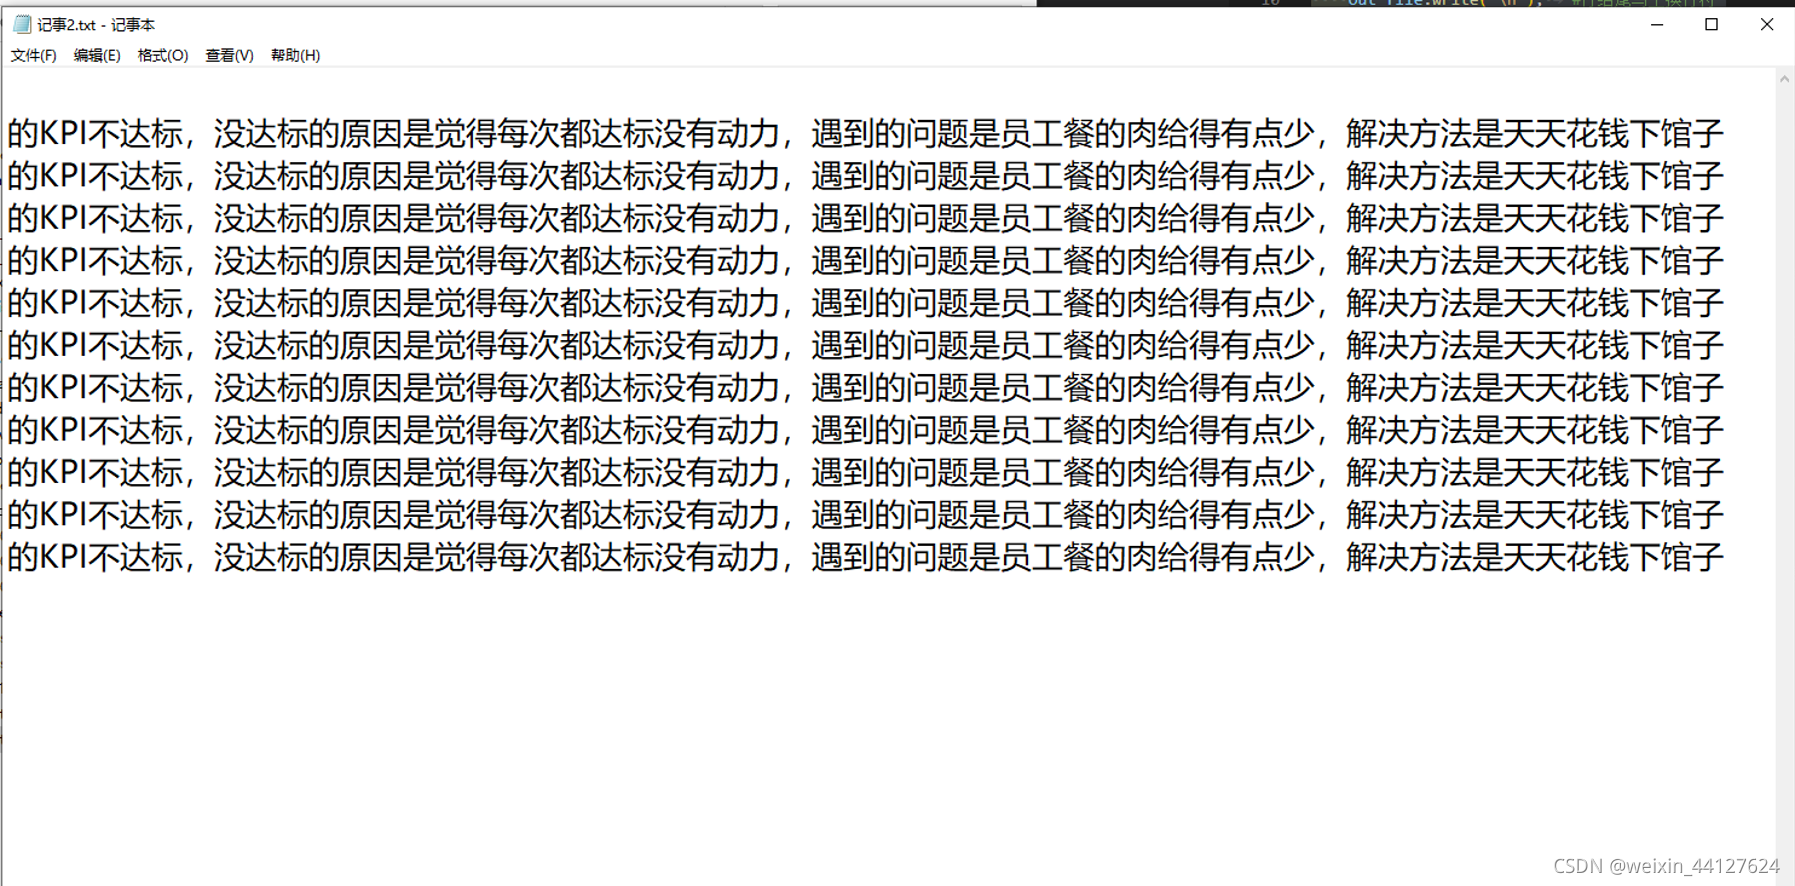 10 out_file.write("\n");
记事2.txt - 记事本
文件(F) 编辑(E) 格式(O) 查看(V) 帮助(H)
的KPI不达标，没达标的原因是觉得每次都达标没有动力，遇到的问题是员工餐的肉给得有点少，解决方法是天天花钱下馆子
的KPI不达标，没达标的原因是觉得每次都达标没有动力，遇到的问题是员工餐的肉给得有点少，解决方法是天天花钱下馆子
的KPI不达标，没达标的原因是觉得每次都达标没有动力，遇到的问题是员工餐的肉给得有点少，解决方法是天天花钱下馆子
的KPI不达标，没达标的原因是觉得每次都达标没有动力，遇到的问题是员工餐的肉给得有点少，解决方法是天天花钱下馆子
的KPI不达标，没达标的原因是觉得每次都达标没有动力，遇到的问题是员工餐的肉给得有点少，解决方法是天天花钱下馆子
的KPI不达标，没达标的原因是觉得每次都达标没有动力，遇到的问题是员工餐的肉给得有点少，解决方法是天天花钱下馆子
的KPI不达标，没达标的原因是觉得每次都达标没有动力，遇到的问题是员工餐的肉给得有点少，解决方法是天天花钱下馆子
的KPI不达标，没达标的原因是觉得每次都达标没有动力，遇到的问题是员工餐的肉给得有点少，解决方法是天天花钱下馆子
的KPI不达标，没达标的原因是觉得每次都达标没有动力，遇到的问题是员工餐的肉给得有点少，解决方法是天天花钱下馆子
的KPI不达标，没达标的原因是觉得每次都达标没有动力，遇到的问题是员工餐的肉给得有点少，解决方法是天天花钱下馆子
的KPI不达标，没达标的原因是觉得每次都达标没有动力，遇到的问题是员工餐的肉给得有点少，解决方法是天天花钱下馆子
CSDN @weixin_44127624